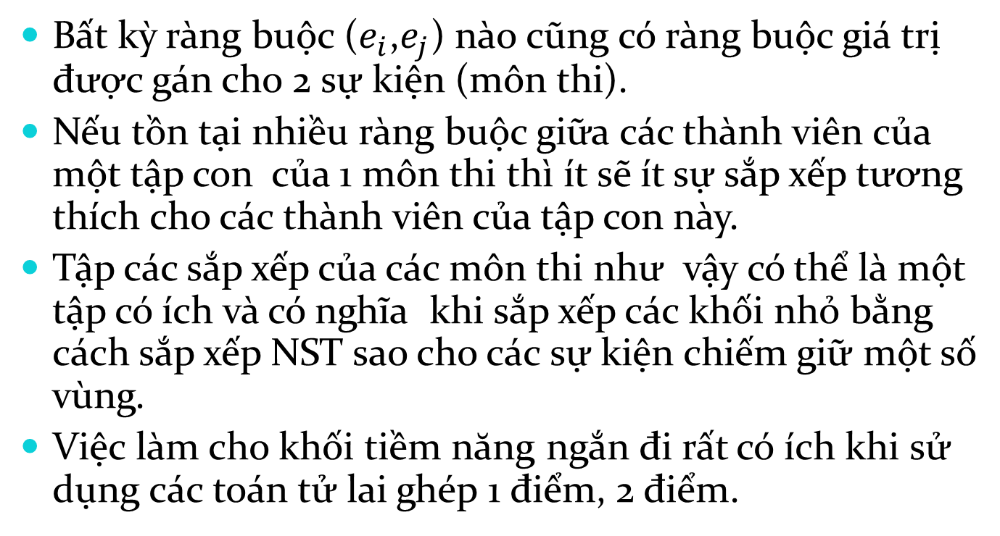 • Bất kỳ ràng buộc (eᵢ,eⱼ) nào cũng có ràng buộc giá trị
được gán cho 2 sự kiện (môn thi).
• Nếu tồn tại nhiều ràng buộc giữa các thành viên của
một tập con của 1 môn thi thì ít sẽ ít sự sắp xếp tương
thích cho các thành viên của tập con này.
• Tập các sắp xếp của các môn thi như vậy có thể là một
tập có ích và có nghĩa khi sắp xếp các khối nhỏ bằng
cách sắp xếp NST sao cho các sự kiện chiếm giữ một số
vùng.
• Việc làm cho khối tiềm năng ngắn đi rất có ích khi sử
dụng các toán tử lai ghép 1 điểm, 2 điểm.